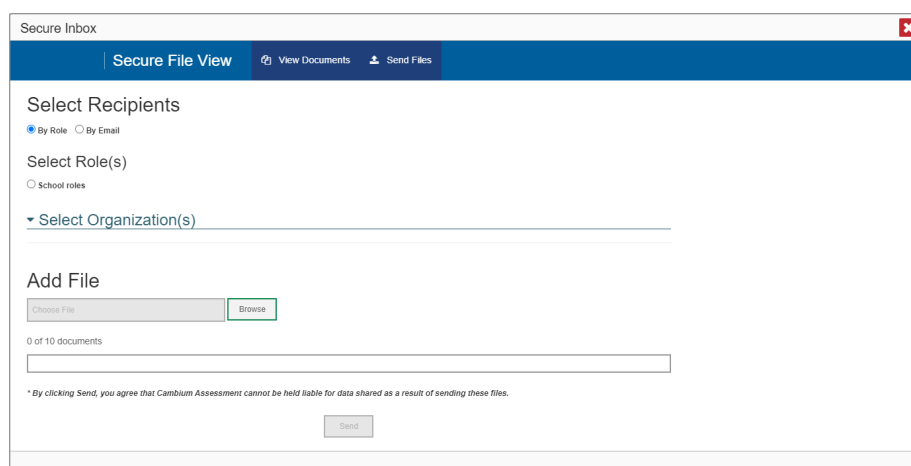 Secure Inbox
Secure File View View Documents Send Files
Select Recipients
By Role By Email
Select Role(s)
School roles
Select Organization(s)
Add File
Choose File Browse
0 of 10 documents
* By clicking Send, you agree that Cambium Assessment cannot be held liable for data shared as a result of sending these files.
Send